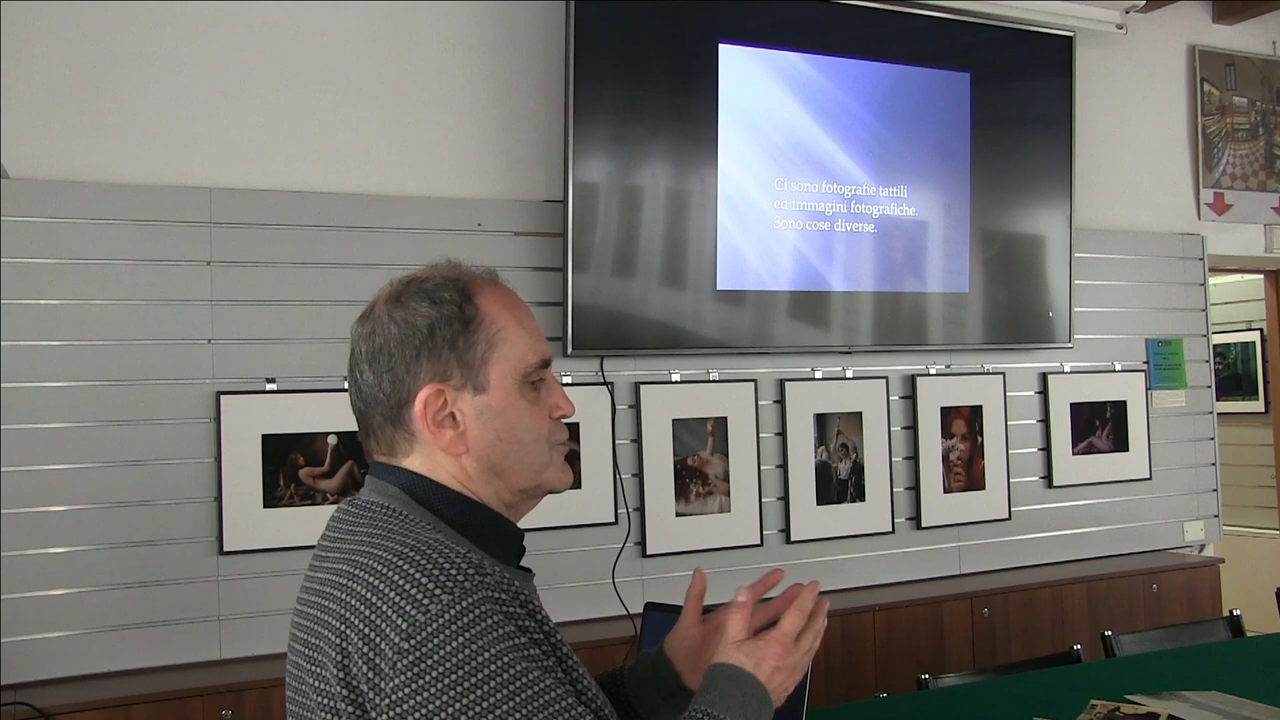 Ci sono fotografie tattili
ed immagini fotografiche.
Sono cose diverse.